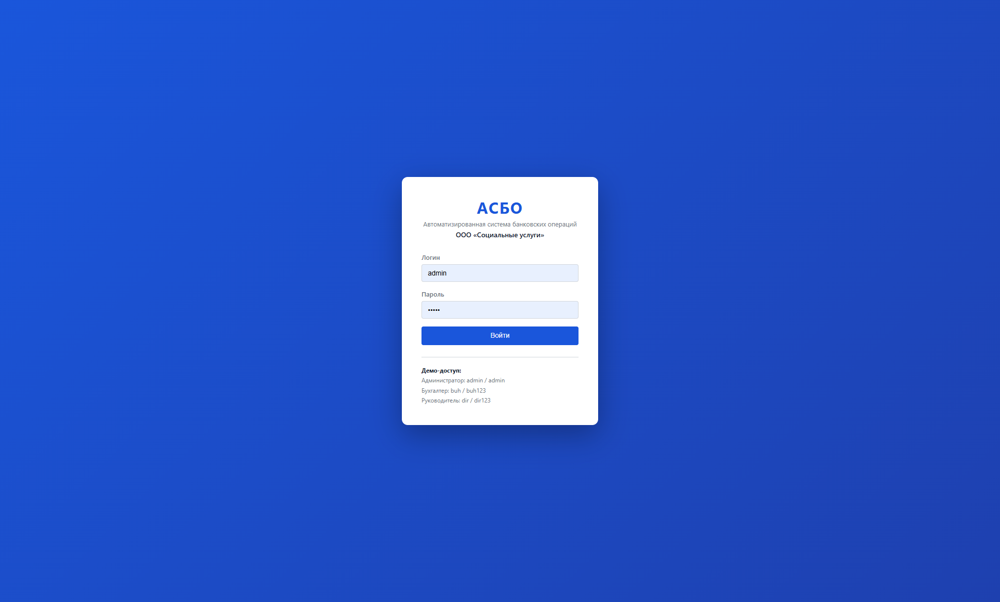 АСБО
Автоматизированная система банковских операций
ООО «Социальные услуги»
Логин
admin
Пароль
•••••
Войти
Демо-доступ:
Администратор: admin / admin
Бухгалтер: buh / buh123
Руководитель: dir / dir123